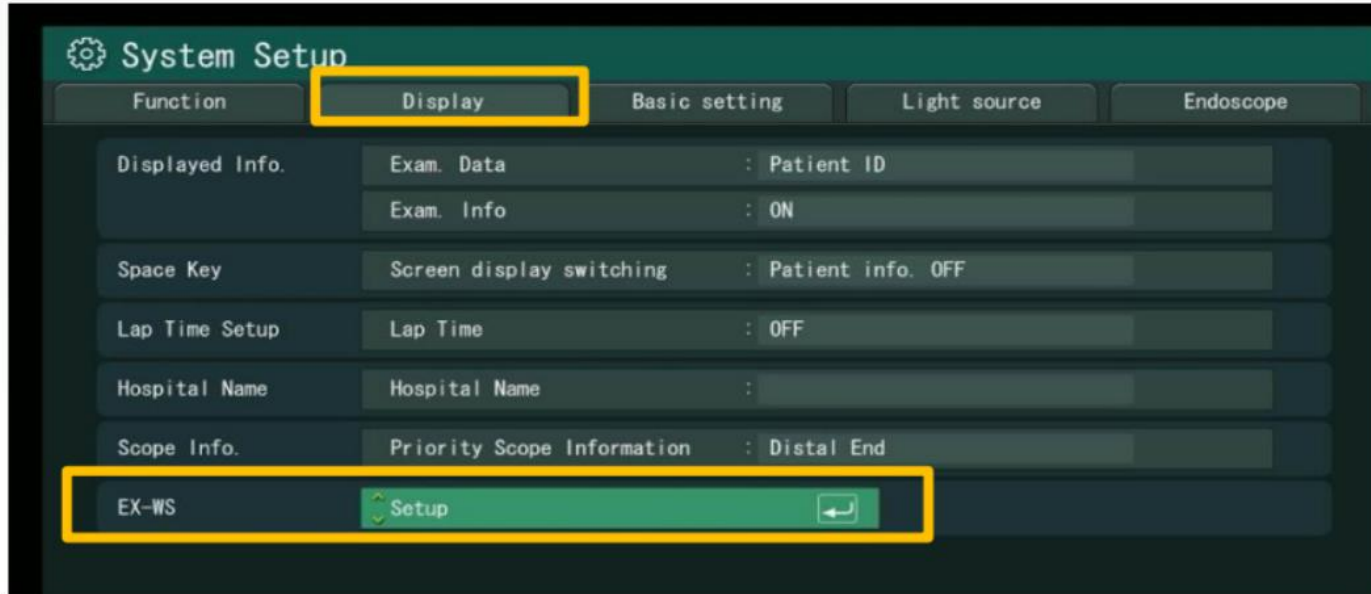 System Setup
Function Display Basic setting Light source Endoscope
Displayed Info. Exam. Data : Patient ID
Exam. Info : ON
Space Key Screen display switching : Patient info. OFF
Lap Time Setup Lap Time : OFF
Hospital Name Hospital Name :
Scope Info. Priority Scope Information : Distal End
EX-WS Setup